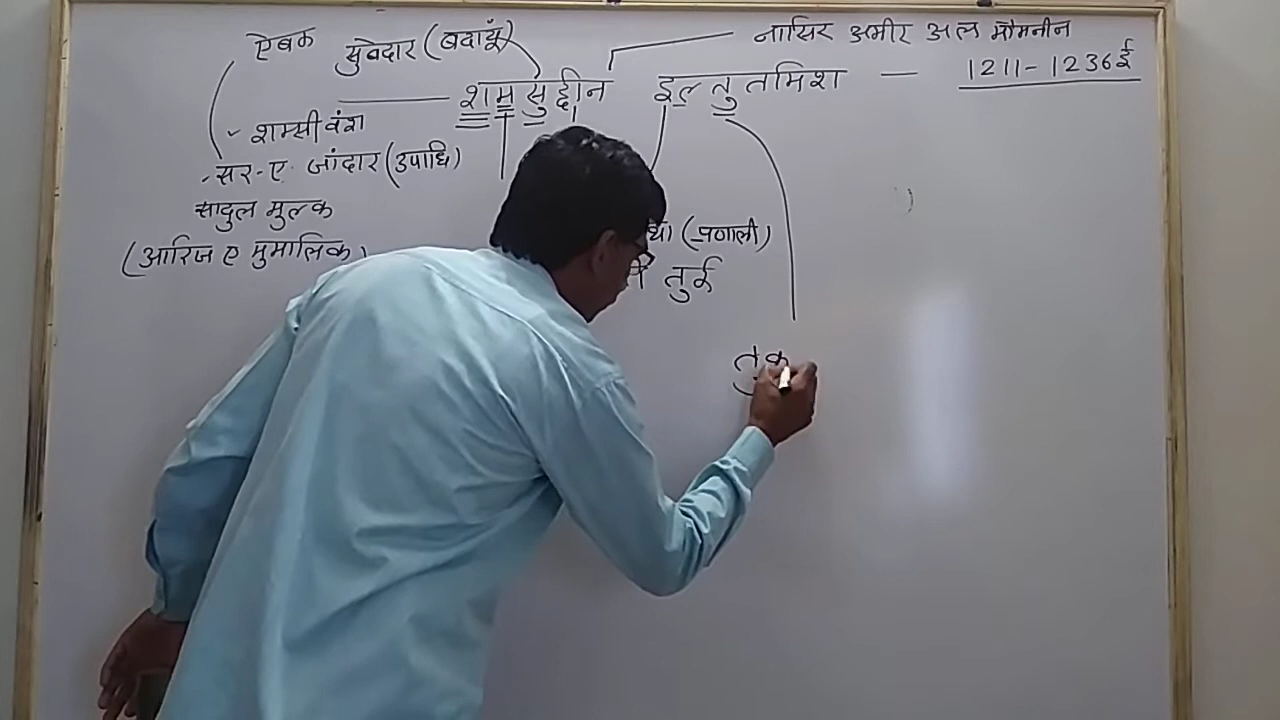 ऐबक सुवेदार (बदायूँ) नासिर अमीर अल मोमनीन
शमसुद्दीन इल्तुतमिश — 1211-1236ई
शम्सी वंश
सर-ए-जांदार (उपाधि)
सादुल मुल्क
(आरिज ए मुमालिक)
(प्रणाली)
तुर्क